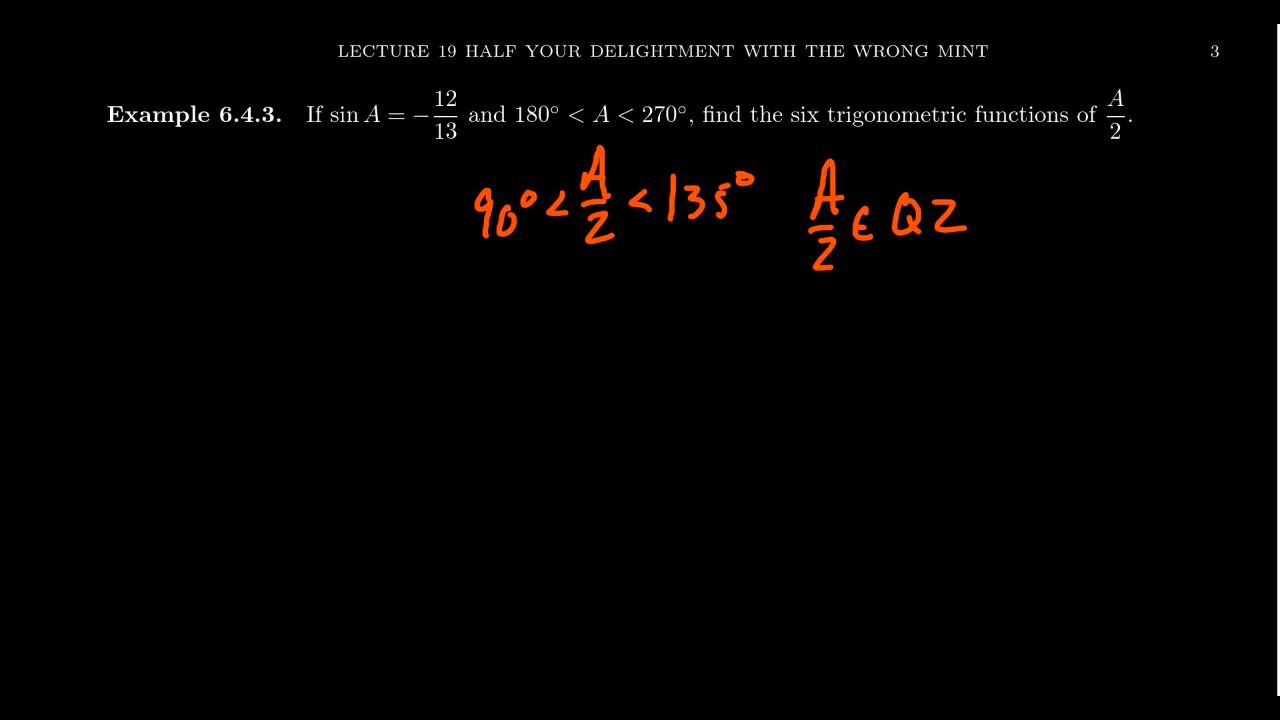 LECTURE 19 HALF YOUR DELIGHTMENT WITH THE WRONG MINT 3
Example 6.4.3. If sin A = −12/13 and 180° < A < 270°, find the six trigonometric functions of A/2.
90° < A/2 < 135° A/2 ∈ Q2